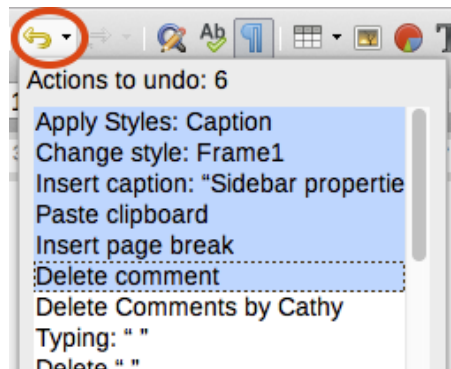 Actions to undo: 6
Apply Styles: Caption
Change style: Frame1
Insert caption: “Sidebar propertie
Paste clipboard
Insert page break
Delete comment
Delete Comments by Cathy
Typing: “ ”
Delete “ ”